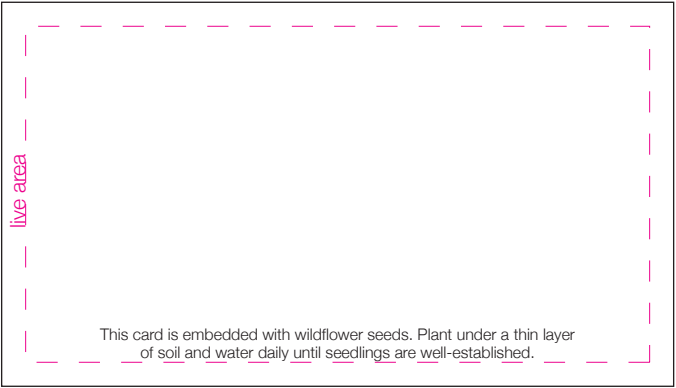 live area
This card is embedded with wildflower seeds. Plant under a thin layer
of soil and water daily until seedlings are well-established.